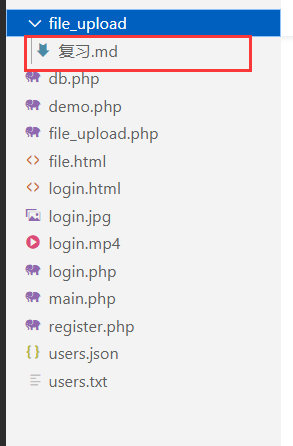 file_upload
复习.md
db.php
demo.php
file_upload.php
file.html
login.html
login.jpg
login.mp4
login.php
main.php
register.php
users.json
users.txt